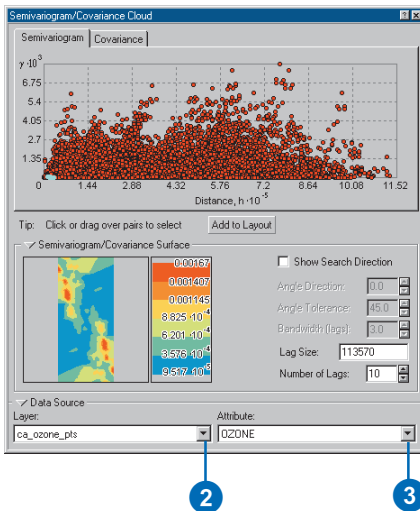 Semivariogram/Covariance Cloud
Semivariogram Covariance
γ·10³
6.75
5.4
4.05
2.7
1.35
0 1.44 2.88 4.32 5.76 7.2 8.64 10.08 11.52
Distance, h·10⁻⁵
Tip: Click or drag over pairs to select Add to Layout
Semivariogram/Covariance Surface
0.00167
0.001407
0.001145
8.825·10⁻⁴
6.201·10⁻⁴
3.576·10⁻⁴
9.517·10⁻⁵
Show Search Direction
Angle Direction: 0.0
Angle Tolerance: 45.0
Bandwidth (lags): 3.0
Lag Size: 113570
Number of Lags: 10
Data Source
Layer: Attribute:
ca_ozone_pts OZONE
2 3